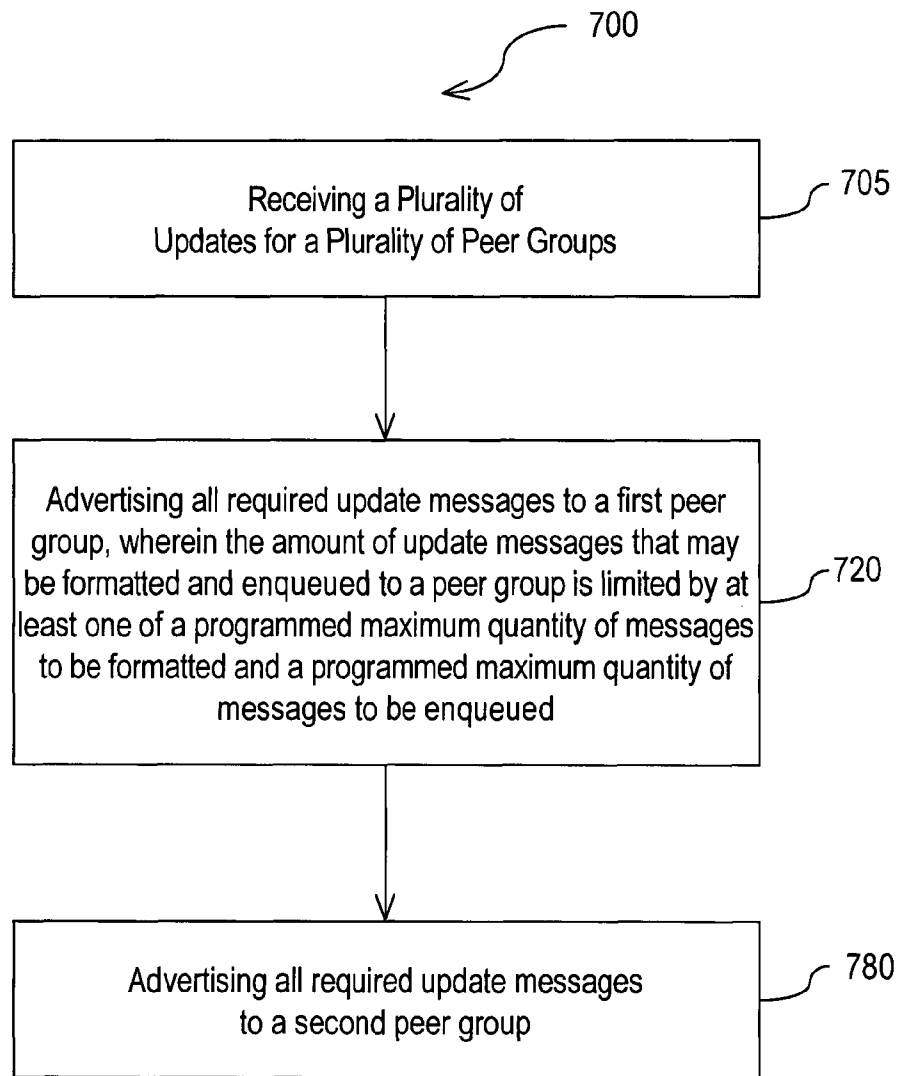 700
Receiving a Plurality of
Updates for a Plurality of Peer Groups
705
Advertising all required update messages to a first peer
group, wherein the amount of update messages that may
be formatted and enqueued to a peer group is limited by at
least one of a programmed maximum quantity of messages
to be formatted and a programmed maximum quantity of
messages to be enqueued
720
Advertising all required update messages
to a second peer group
780